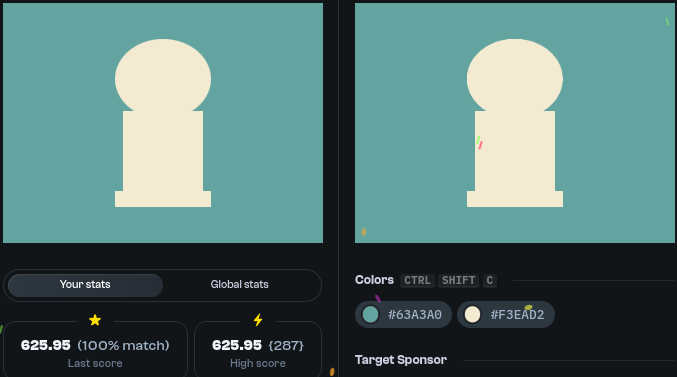 Colors CTRL SHIFT C
Your stats Global stats
#63A3A0 #F3EAD2
625.95 (100% match) 625.95 {287}
Last score High score
Target Sponsor